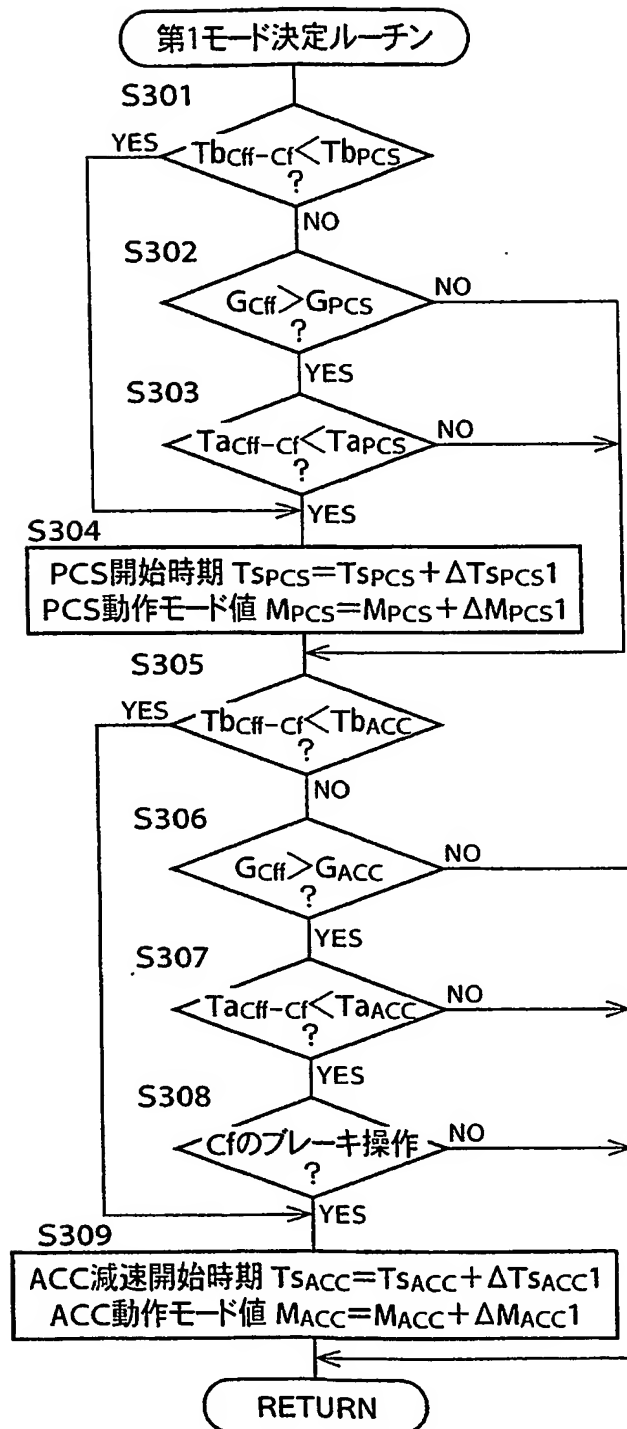 第1モード決定ルーチン
S301
YES
TbCff-Cf<TbPCS
?
NO
S302
GCff>GPCS
?
NO
YES
S303
TaCff-Cf<TaPCS
?
NO
YES
S304
PCS開始時期 TsPCS=TsPCS+ΔTsPCS1
PCS動作モード値 MPCS=MPCS+ΔMPCS1
S305
YES
TbCff-Cf<TbACC
?
NO
S306
GCff>GACC
?
NO
YES
S307
TaCff-Cf<TaACC
?
NO
YES
S308
Cfのブレーキ操作
?
NO
YES
S309
ACC減速開始時期 TsACC=TsACC+ΔTsACC1
ACC動作モード値 MACC=MACC+ΔMACC1
RETURN